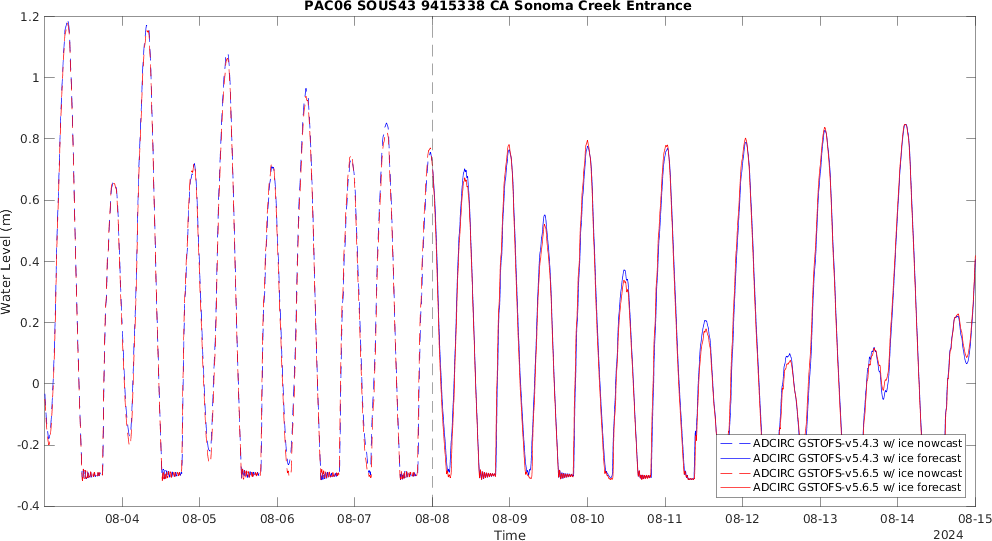 PAC06 SOUS43 9415338 CA Sonoma Creek Entrance
Water Level (m)
1.2
1
0.8
0.6
0.4
0.2
0
-0.2
-0.4
ADCIRC GSTOFS-v5.4.3 w/ ice nowcast
ADCIRC GSTOFS-v5.4.3 w/ ice forecast
ADCIRC GSTOFS-v5.6.5 w/ ice nowcast
ADCIRC GSTOFS-v5.6.5 w/ ice forecast
08-04 08-05 08-06 08-07 08-08 08-09 08-10 08-11 08-12 08-13 08-14 08-15
Time
2024